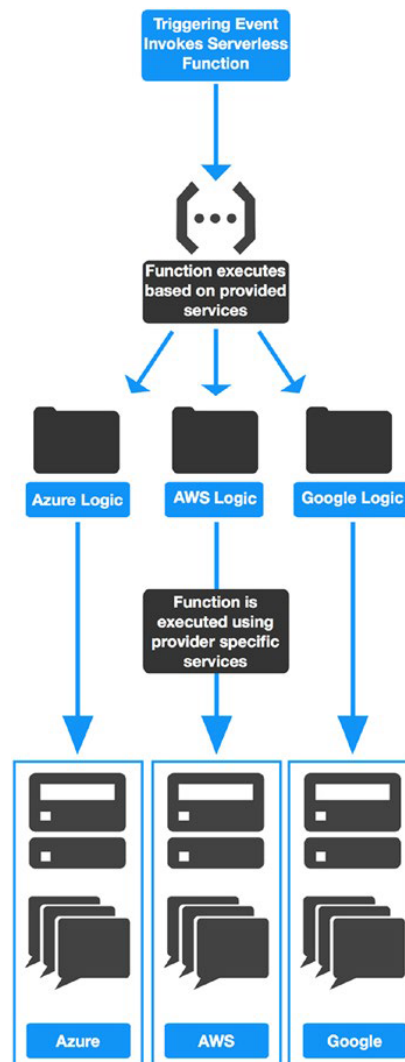 Triggering Event
Invokes Serverless
Function
Function executes
based on provided
services
Azure Logic
AWS Logic
Google Logic
Function is
executed using
provider specific
services
Azure
AWS
Google